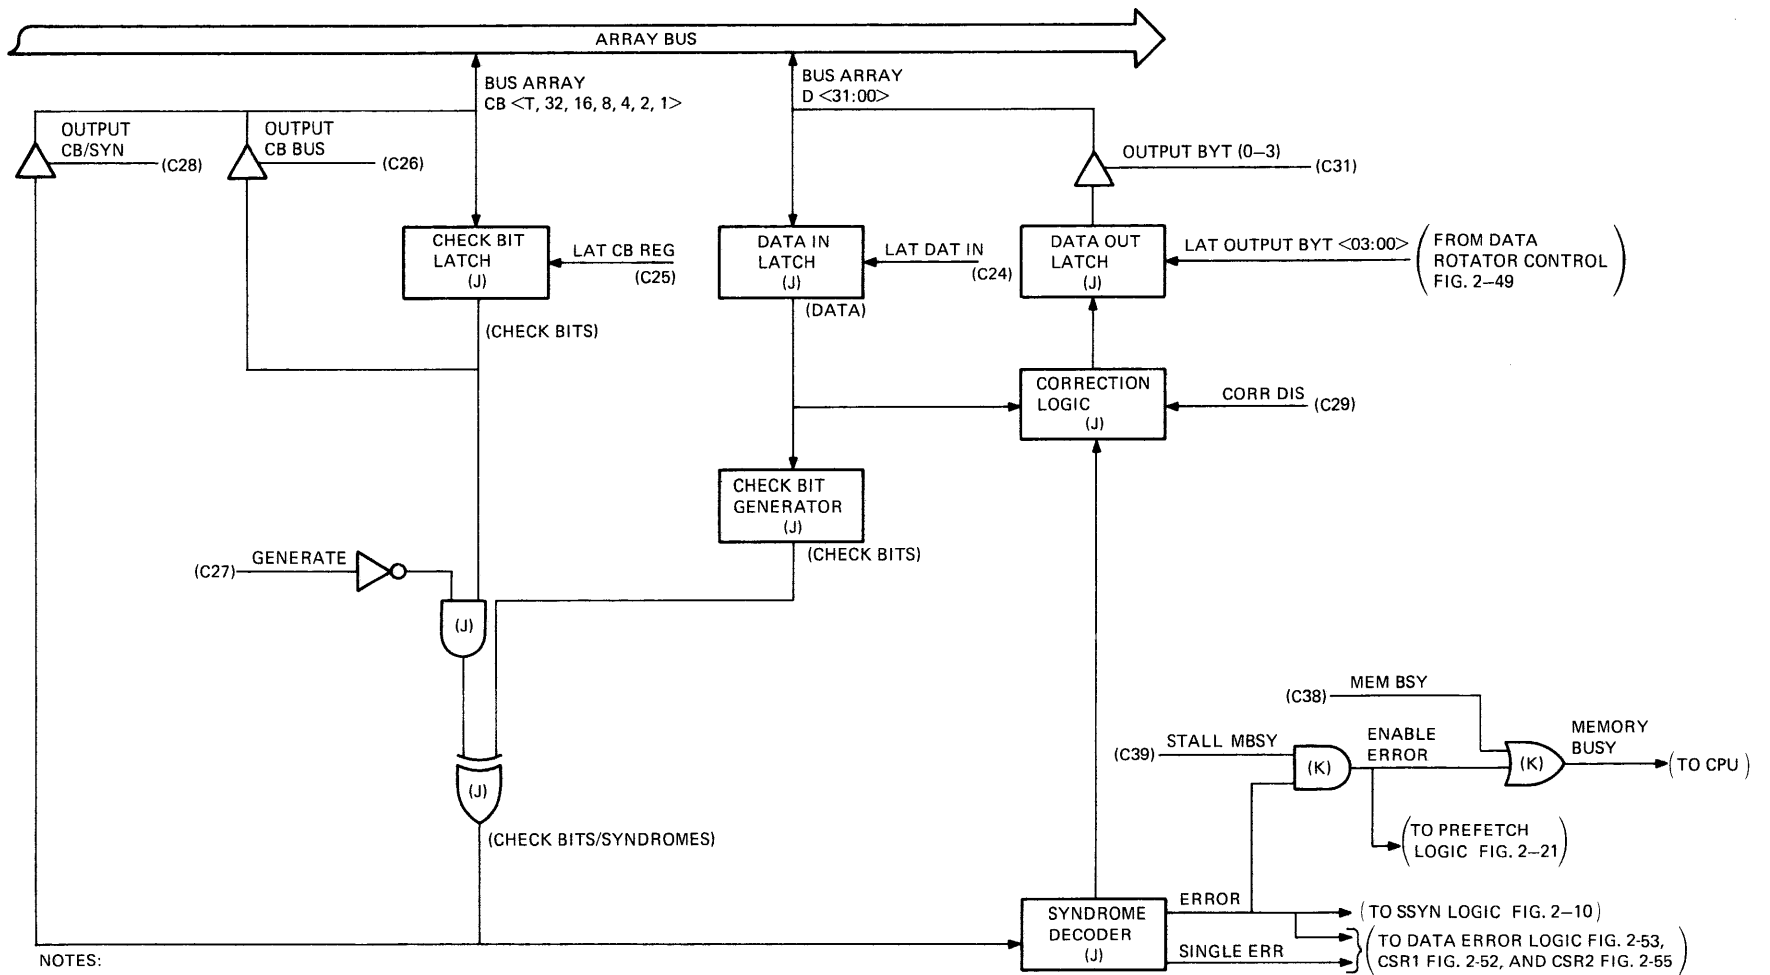 ARRAY BUS
BUS ARRAY
CB <T, 32, 16, 8, 4, 2, 1>
BUS ARRAY
D <31:00>
OUTPUT
CB/SYN
(C28)
OUTPUT
CB BUS
(C26)
OUTPUT BYT (0–3)
(C31)
CHECK BIT
LATCH
(J)
LAT CB REG
(C25)
DATA IN
LATCH
(J)
LAT DAT IN
(C24)
DATA OUT
LATCH
(J)
LAT OUTPUT BYT <03:00>
(FROM DATA
ROTATOR CONTROL
FIG. 2–49)
(CHECK BITS)
(DATA)
CORRECTION
LOGIC
(J)
CORR DIS
(C29)
CHECK BIT
GENERATOR
(J)
(CHECK BITS)
(C27)
GENERATE
(J)
(J)
(CHECK BITS/SYNDROMES)
(C38)
MEM BSY
(C39)
STALL MBSY
(K)
ENABLE
ERROR
(K)
MEMORY
BUSY
(TO CPU)
(TO PREFETCH
LOGIC FIG. 2–21)
SYNDROME
DECODER
(J)
ERROR
SINGLE ERR
(TO SSYN LOGIC FIG. 2–10)
(TO DATA ERROR LOGIC FIG. 2-53,
CSR1 FIG. 2-52, AND CSR2 FIG. 2-55)
NOTES: